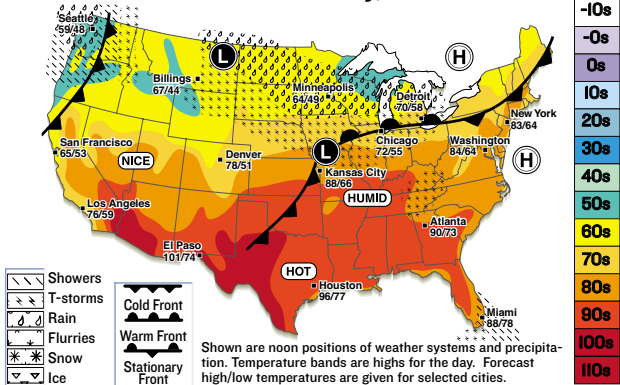 Seattle
59/48
L
H
Billings
67/44
Minneapolis
64/49
Detroit
70/58
New York
83/64
San Francisco
65/53
NICE
Denver
78/51
L
Chicago
72/55
Washington
84/64
H
Kansas City
88/66
HUMID
Los Angeles
76/59
Atlanta
90/73
El Paso
101/74
HOT
Houston
96/77
Miami
88/78
Showers
T-storms
Rain
Flurries
Snow
Ice
Cold Front
Warm Front
Stationary
Front
Shown are noon positions of weather systems and precipita-
tion. Temperature bands are highs for the day. Forecast
high/low temperatures are given for selected cities.
-10s
-0s
0s
10s
20s
30s
40s
50s
60s
70s
80s
90s
100s
110s